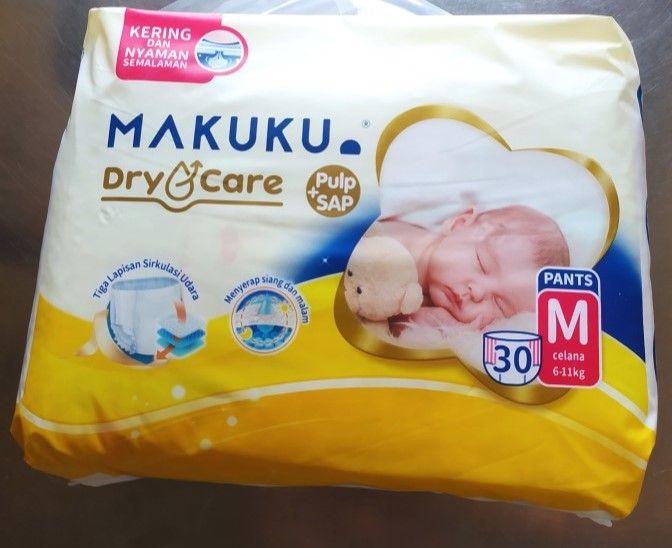 KERING
DAN
NYAMAN
SEMALAMAN
MAKUKU®
Dry Care
Pulp
+SAP
Tiga Lapisan Sirkulasi Udara
Menyerap siang dan malam
PANTS
M
celana
6-11kg
30